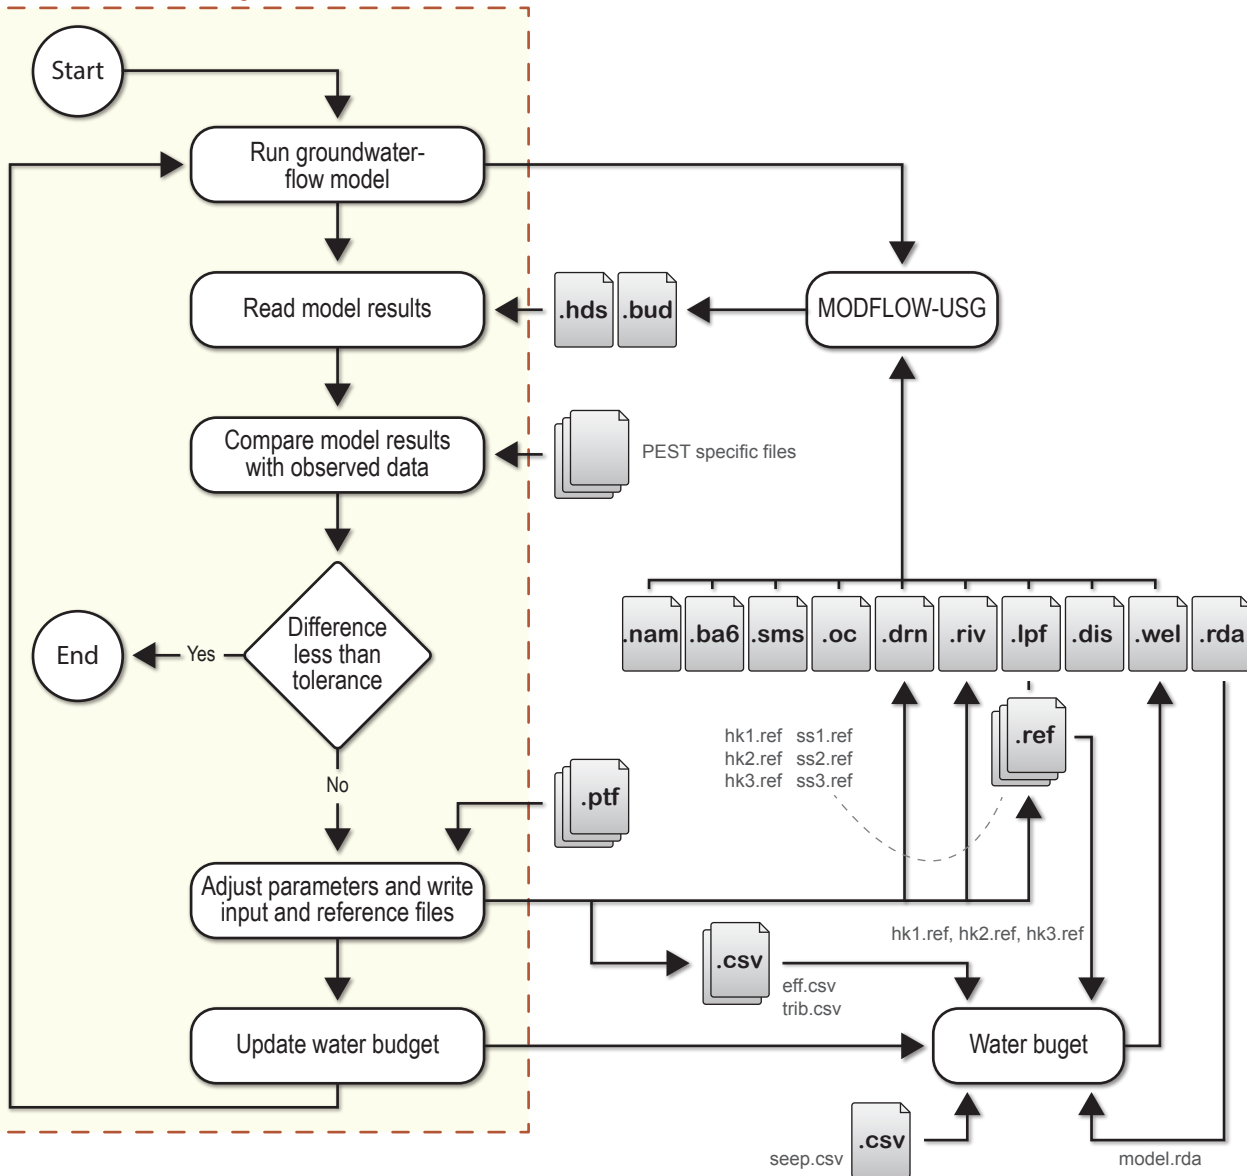 Start
Run groundwater-
flow model
Read model results
.hds
.bud
MODFLOW-USG
Compare model results
with observed data
PEST specific files
Difference
less than
tolerance
Yes
End
No
.nam
.ba6
.sms
.oc
.drn
.riv
.lpf
.dis
.wel
.rda
hk1.ref ss1.ref
hk2.ref ss2.ref
hk3.ref ss3.ref
.ref
.ptf
Adjust parameters and write
input and reference files
hk1.ref, hk2.ref, hk3.ref
.csv
eff.csv
trib.csv
Update water budget
Water buget
.csv
seep.csv
model.rda